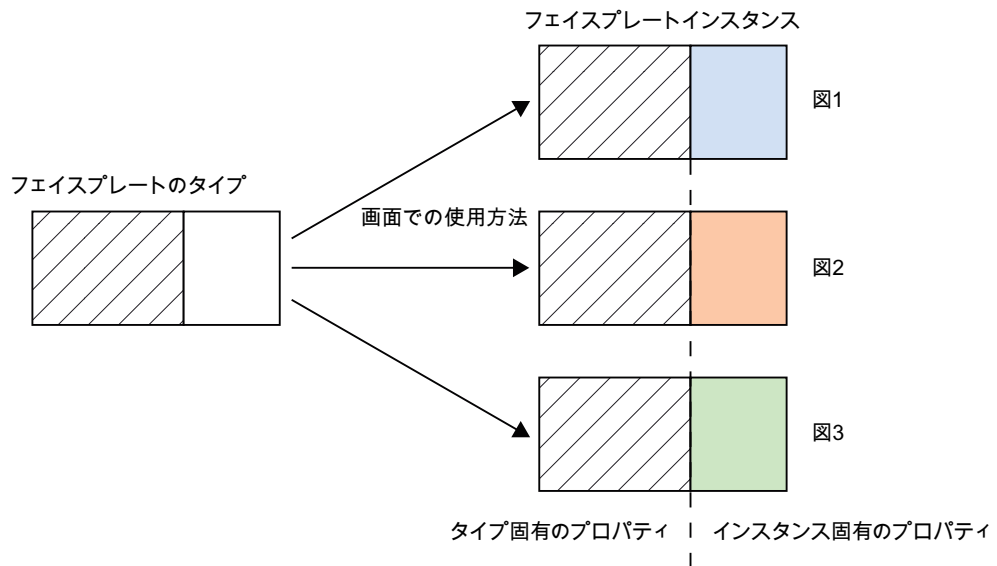 フェイスプレートインスタンス
図1
フェイスプレートのタイプ
画面での使用方法
図2
図3
タイプ固有のプロパティ
インスタンス固有のプロパティ